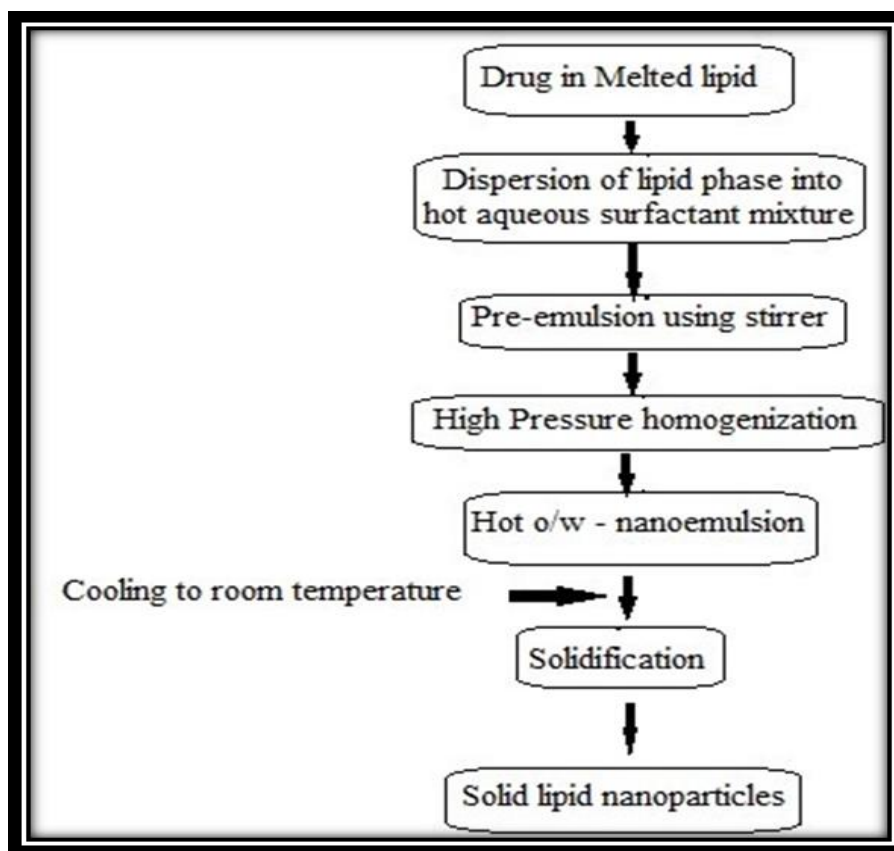 Drug in Melted lipid
Dispersion of lipid phase into
hot aqueous surfactant mixture
Pre-emulsion using stirrer
High Pressure homogenization
Hot o/w - nanoemulsion
Cooling to room temperature
Solidification
Solid lipid nanoparticles